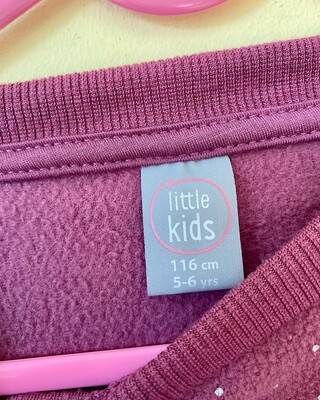 little
kids
116 cm
5-6 yrs